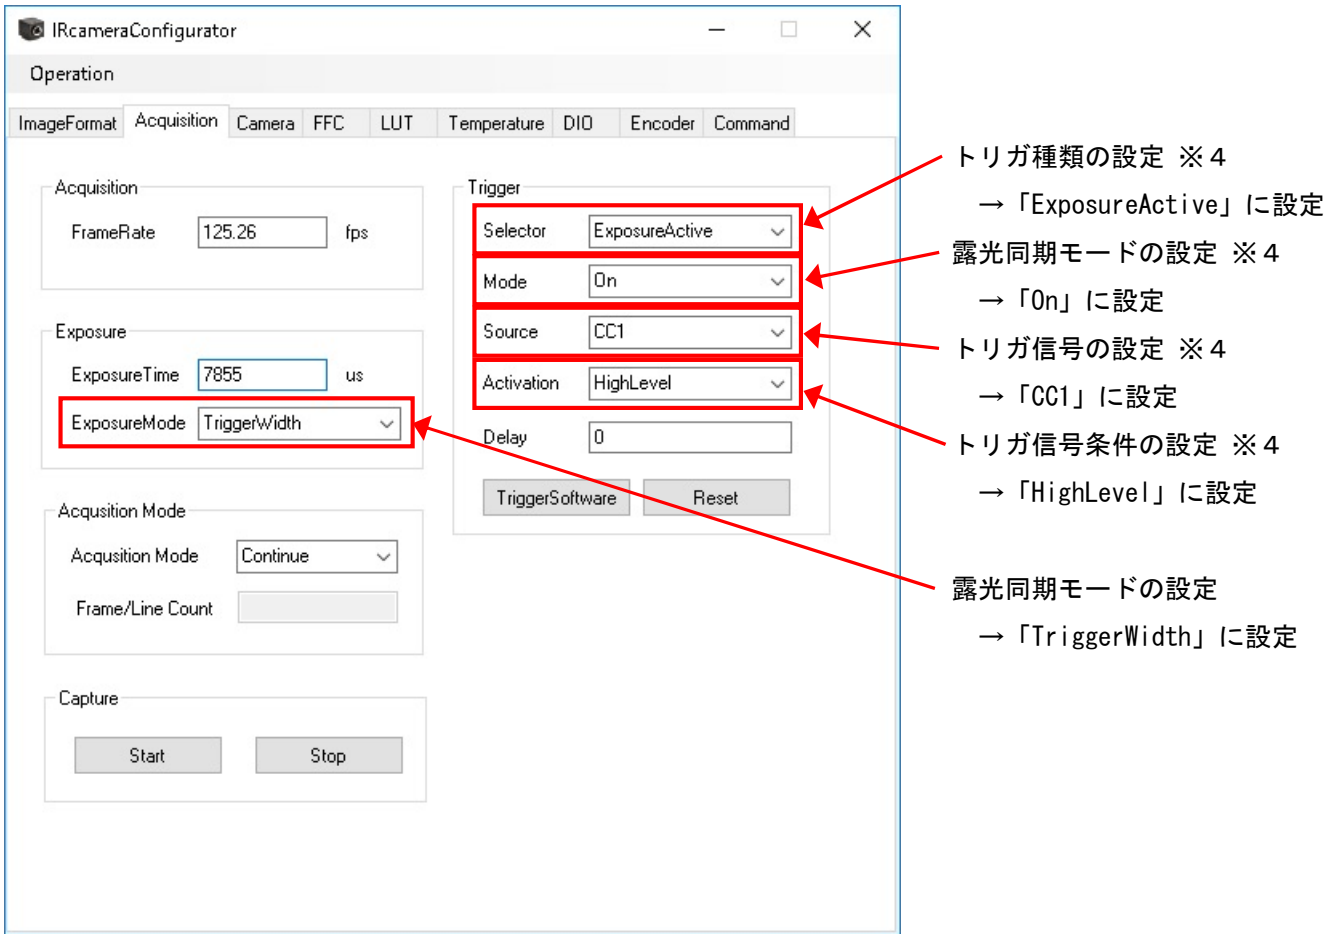 IRcameraConfigurator
Operation
ImageFormat Acquisition Camera FFC LUT Temperature DIO Encoder Command
Acquisition
FrameRate 125.26 fps
Exposure
ExposureTime 7855 us
ExposureMode TriggerWidth
Acqusition Mode
Acqusition Mode Continue
Frame/Line Count
Capture
Start Stop
Trigger
Selector ExposureActive
Mode On
Source CC1
Activation HighLevel
Delay 0
TriggerSoftware Reset
トリガ種類の設定 ※4
→「ExposureActive」に設定
露光同期モードの設定 ※4
→「On」に設定
トリガ信号の設定 ※4
→「CC1」に設定
トリガ信号条件の設定 ※4
→「HighLevel」に設定
露光同期モードの設定
→「TriggerWidth」に設定